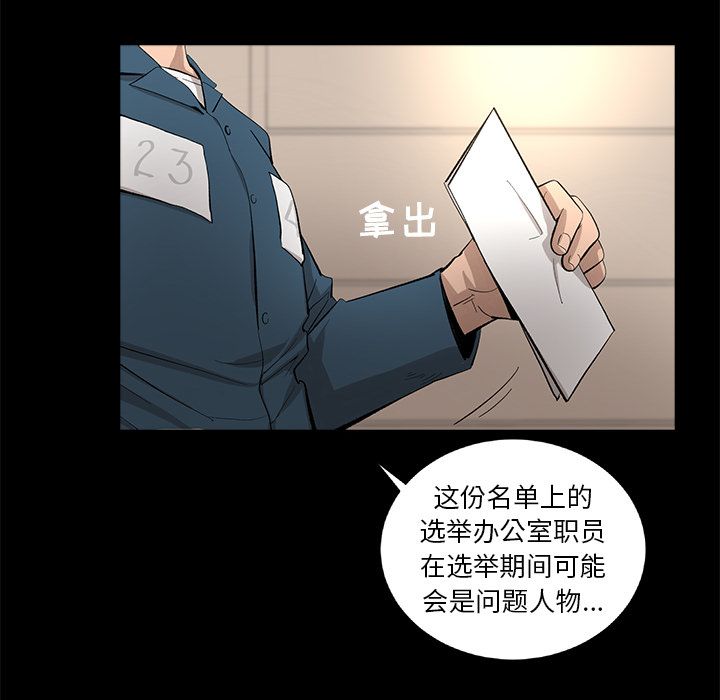 23
拿出
这份名单上的
选举办公室职员
在选举期间可能
会是问题人物...